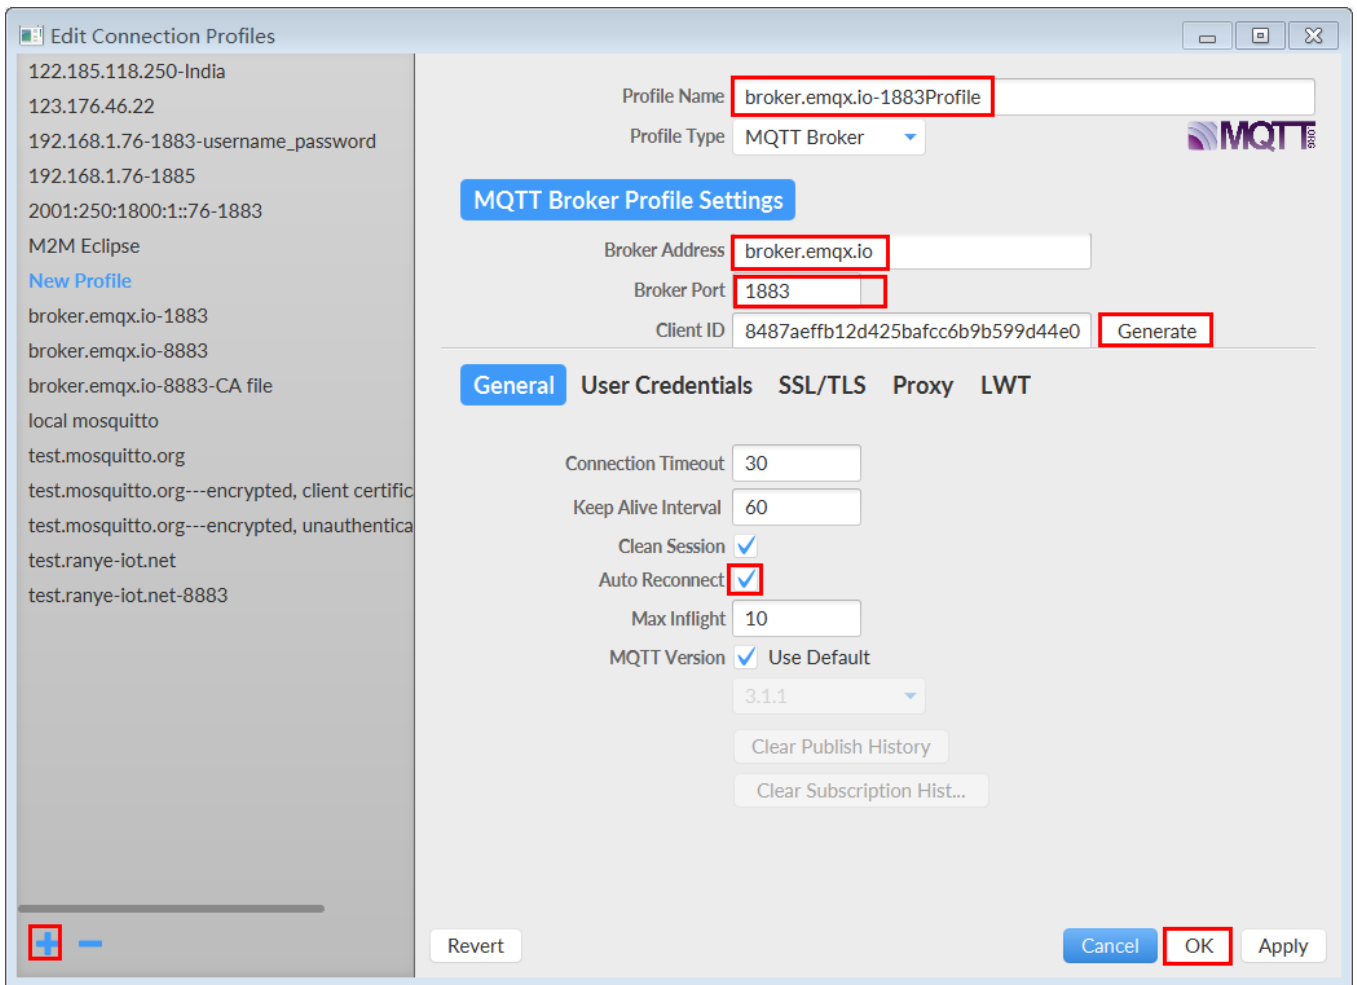 Edit Connection Profiles
122.185.118.250-India
123.176.46.22
192.168.1.76-1883-username_password
192.168.1.76-1885
2001:250:1800:1::76-1883
M2M Eclipse
New Profile
broker.emqx.io-1883
broker.emqx.io-8883
broker.emqx.io-8883-CA file
local mosquitto
test.mosquitto.org
test.mosquitto.org---encrypted, client certific
test.mosquitto.org---encrypted, unauthentica
test.ranye-iot.net
test.ranye-iot.net-8883
Profile Name broker.emqx.io-1883Profile
Profile Type MQTT Broker
MQTT.ORG
MQTT Broker Profile Settings
Broker Address broker.emqx.io
Broker Port 1883
Client ID 8487aeffb12d425bafcc6b9b599d44e0 Generate
General User Credentials SSL/TLS Proxy LWT
Connection Timeout 30
Keep Alive Interval 60
Clean Session
Auto Reconnect
Max Inflight 10
MQTT Version Use Default
3.1.1
Clear Publish History
Clear Subscription Hist...
Revert Cancel OK Apply